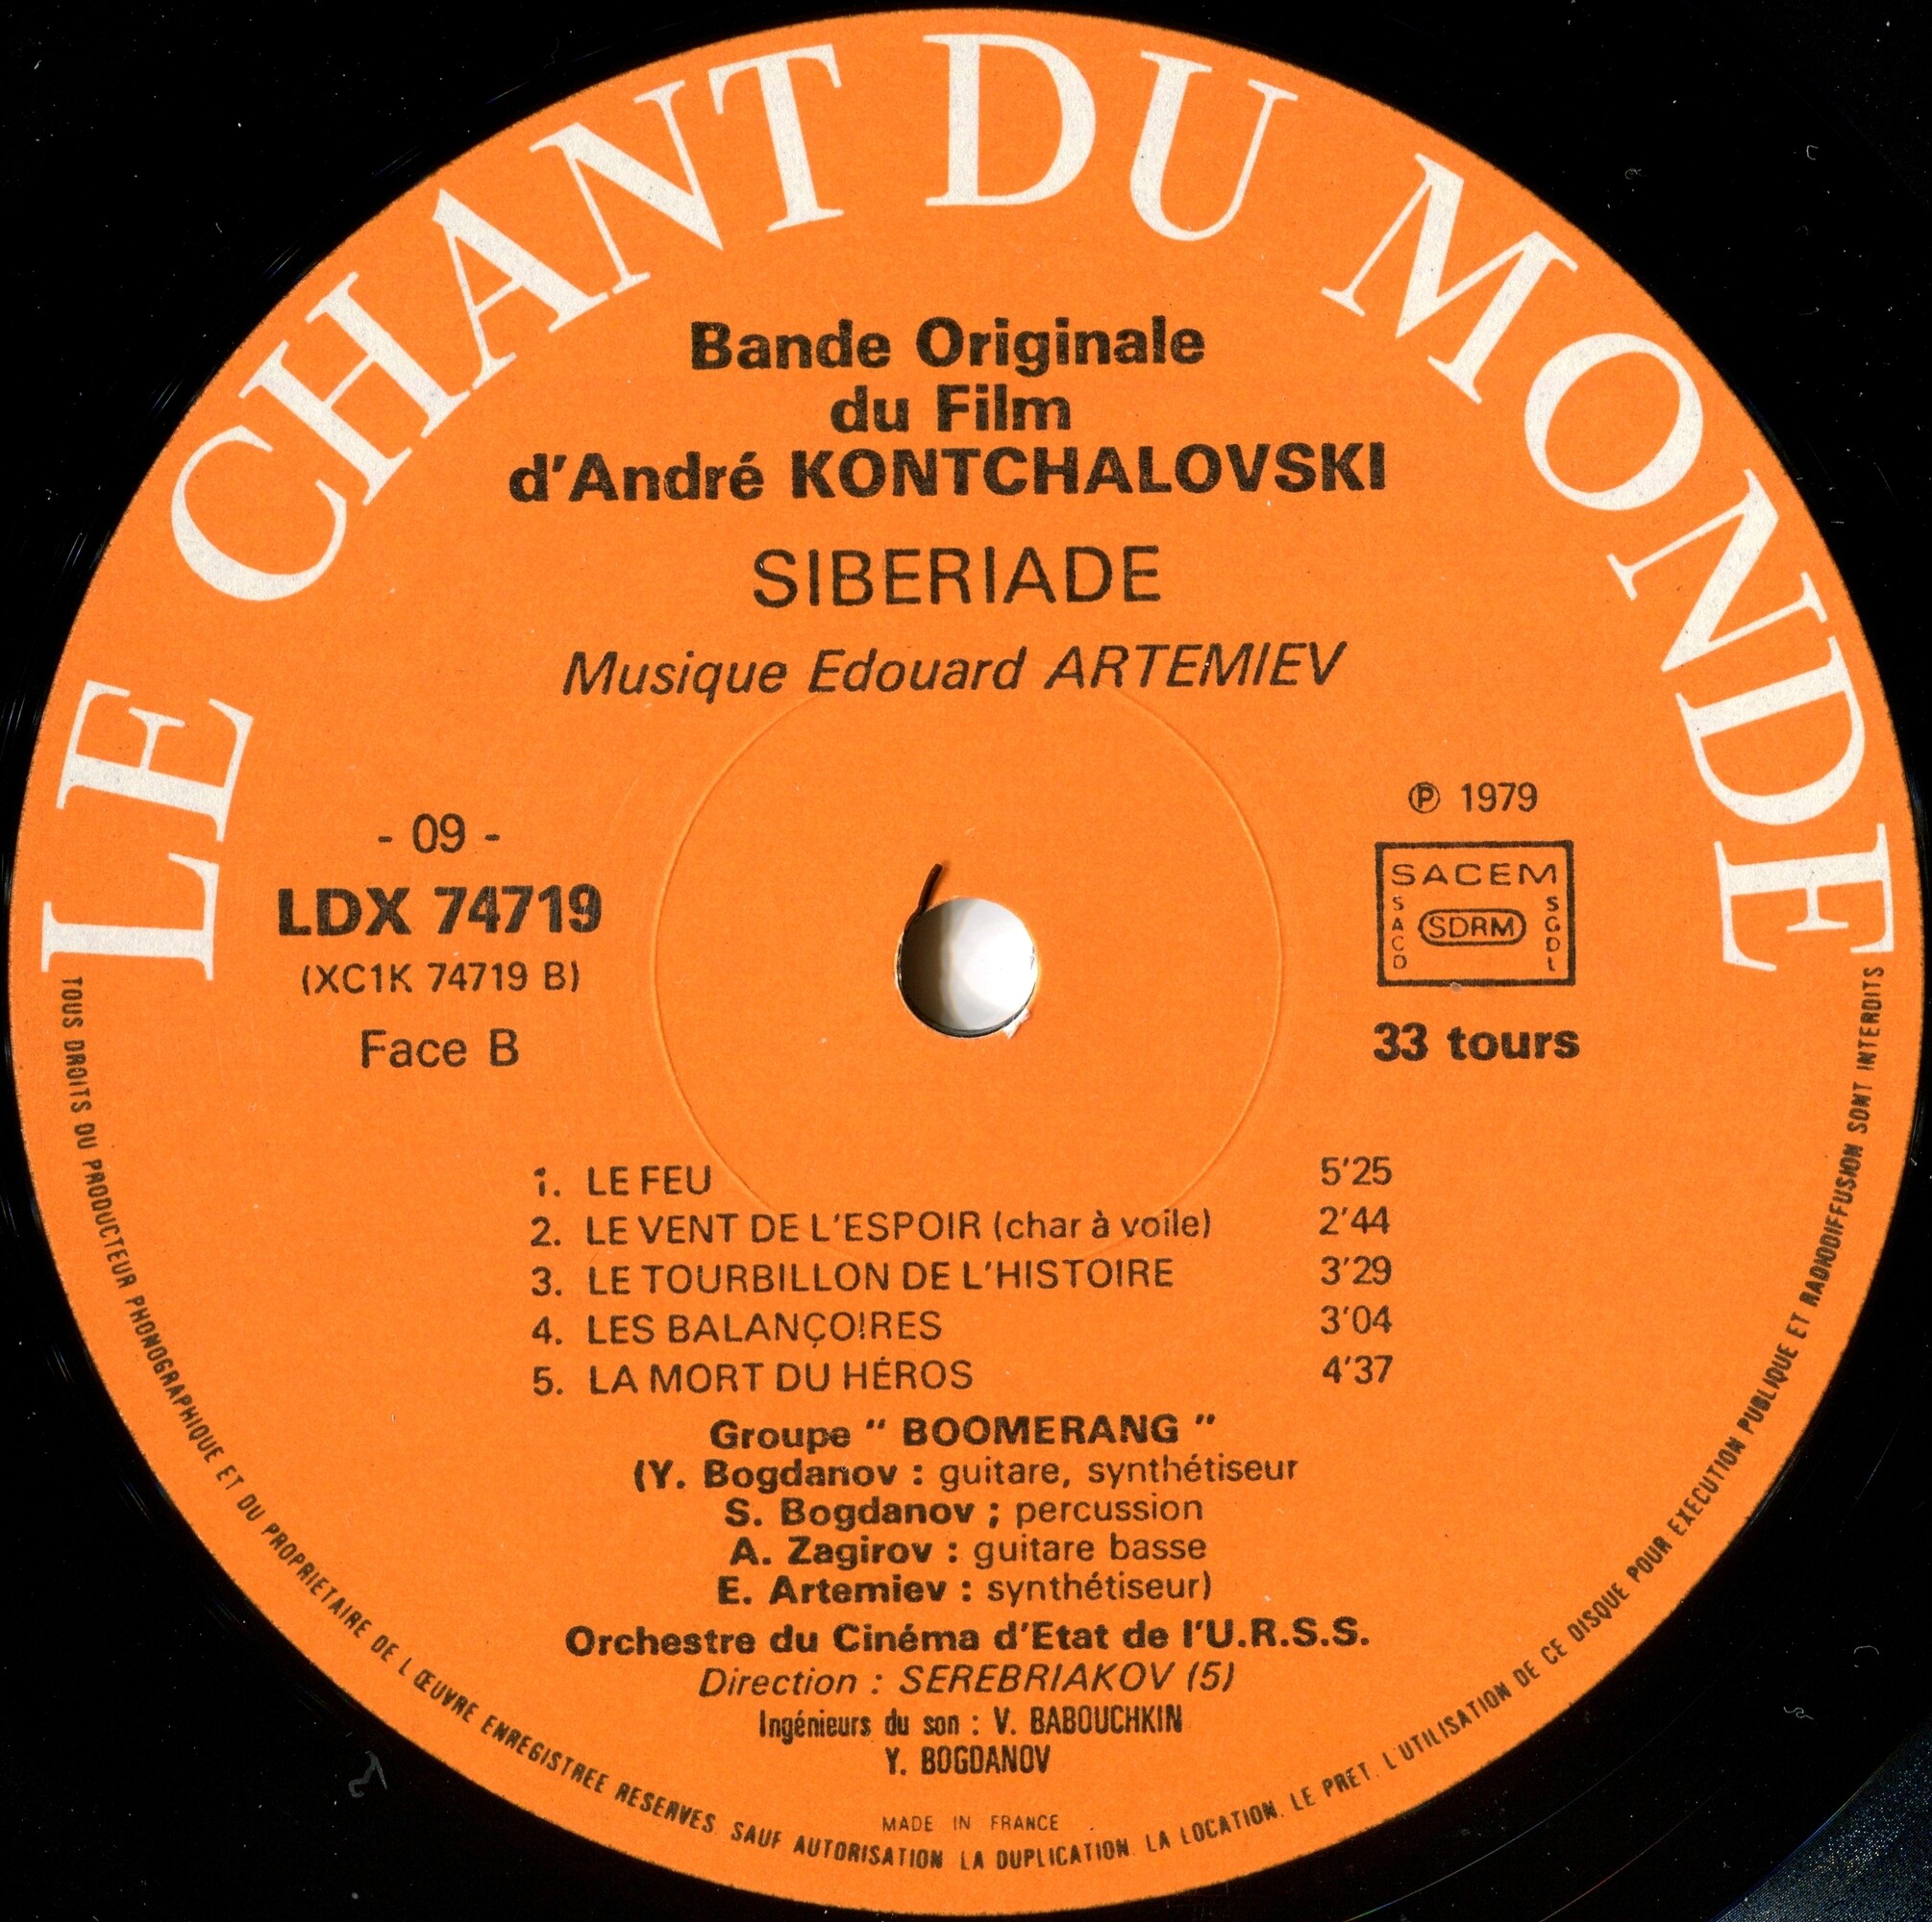 LE CHANT DU MONDE
Bande Originale
du Film
d'André KONTCHALOVSKI
SIBERIADE
Musique Edouard ARTEMIEV
- 09 -
LDX 74719
(XC1K 74719 B)
Face B
℗ 1979
SACEM
SACD
SDRM
SGDL
33 tours
1. LE FEU 5'25
2. LE VENT DE L'ESPOIR (char à voile) 2'44
3. LE TOURBILLON DE L'HISTOIRE 3'29
4. LES BALANÇOIRES 3'04
5. LA MORT DU HÉROS 4'37
Groupe " BOOMERANG "
(Y. Bogdanov : guitare, synthétiseur
S. Bogdanov ; percussion
A. Zagirov : guitare basse
E. Artemiev : synthétiseur)
Orchestre du Cinéma d'Etat de l'U.R.S.S.
Direction : SEREBRIAKOV (5)
Ingénieurs du son : V. BABOUCHKIN
Y. BOGDANOV
MADE IN FRANCE
TOUS DROITS DU PRODUCTEUR PHONOGRAPHIQUE ET DU PROPRIETAIRE DE L'ŒUVRE ENREGISTREE RESERVES. SAUF AUTORISATION LA DUPLICATION. LA LOCATION. LE PRET. L'UTILISATION DE CE DISQUE POUR EXECUTION PUBLIQUE ET RADIODIFFUSION SONT INTERDITS